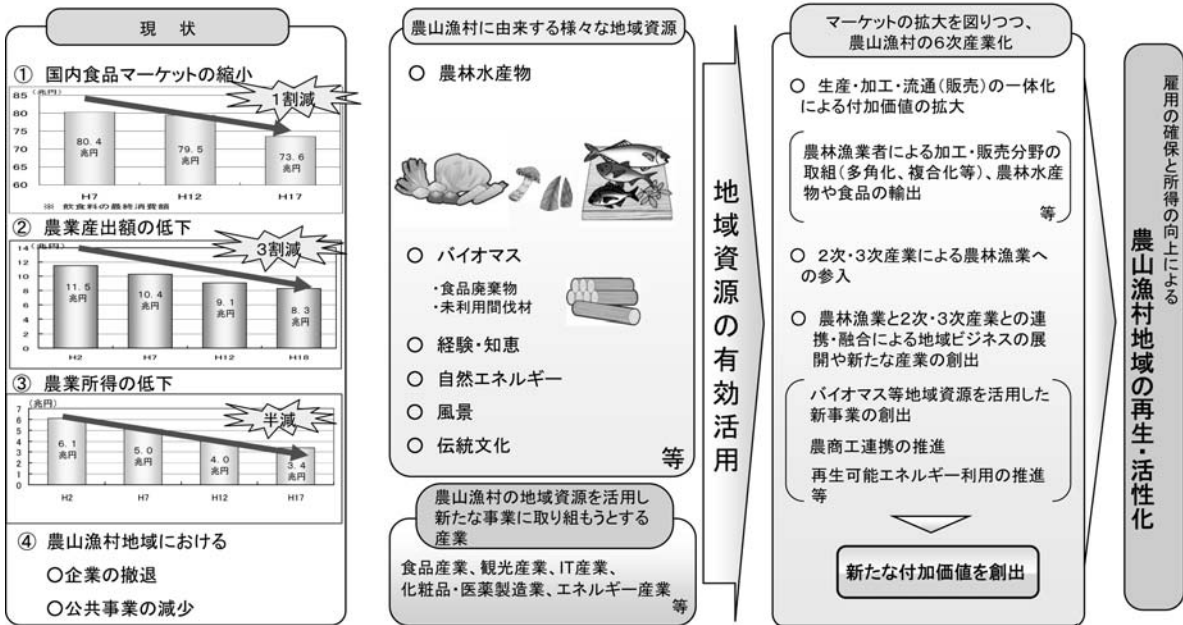 現　状
① 国内食品マーケットの縮小
(兆円)
1割減
85
80
75
70
65
60
80.4
兆円
79.5
兆円
73.6
兆円
H7
H12
H17
※ 飲食料の最終消費額
② 農業産出額の低下
(兆円)
3割減
14
12
10
8
6
4
2
0
11.5
兆円
10.4
兆円
9.1
兆円
8.3
兆円
H2
H7
H12
H18
③ 農業所得の低下
(兆円)
半減
7
6
5
4
3
2
1
0
6.1
兆円
5.0
兆円
4.0
兆円
3.4
兆円
H2
H7
H12
H17
④ 農山漁村地域における
○企業の撤退
○公共事業の減少
農山漁村に由来する様々な地域資源
○ 農林水産物
○ バイオマス
・食品廃棄物
・未利用間伐材
○ 経験・知恵
○ 自然エネルギー
○ 風景
○ 伝統文化
等
農山漁村の地域資源を活用し
新たな事業に取り組もうとする
産業
食品産業、観光産業、IT産業、
化粧品・医薬製造業、エネルギー産業
等
地域資源の有効活用
マーケットの拡大を図りつつ、
農山漁村の6次産業化
○ 生産・加工・流通(販売)の一体化
による付加価値の拡大
農林漁業者による加工・販売分野の
取組(多角化、複合化等)、農林水産
物や食品の輸出
等
○ 2次・3次産業による農林漁業へ
の参入
○ 農林漁業と2次・3次産業との連
携・融合による地域ビジネスの展
開や新たな産業の創出
バイオマス等地域資源を活用した
新事業の創出
農商工連携の推進
再生可能エネルギー利用の推進
等
新たな付加価値を創出
雇用の確保と所得の向上による
農山漁村地域の再生・活性化